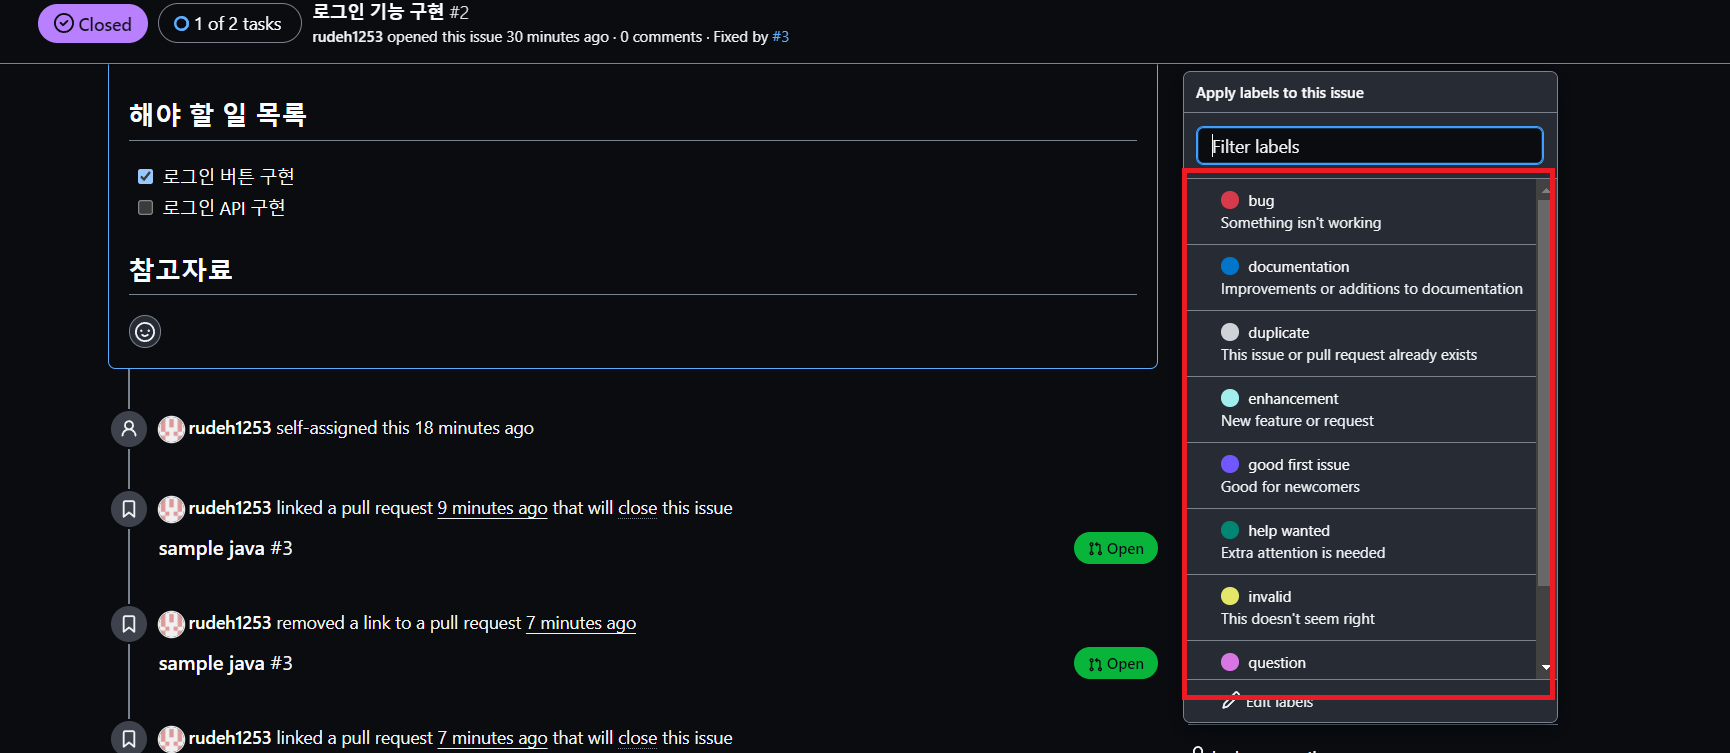 Closed
1 of 2 tasks
로그인 기능 구현 #2
rudeh1253 opened this issue 30 minutes ago · 0 comments · Fixed by #3
해야 할 일 목록
로그인 버튼 구현
로그인 API 구현
참고자료
rudeh1253 self-assigned this 18 minutes ago
rudeh1253 linked a pull request 9 minutes ago that will close this issue
sample java #3
Open
rudeh1253 removed a link to a pull request 7 minutes ago
sample java #3
Open
rudeh1253 linked a pull request 7 minutes ago that will close this issue
Apply labels to this issue
Filter labels
bug
Something isn't working
documentation
Improvements or additions to documentation
duplicate
This issue or pull request already exists
enhancement
New feature or request
good first issue
Good for newcomers
help wanted
Extra attention is needed
invalid
This doesn't seem right
question
Edit labels